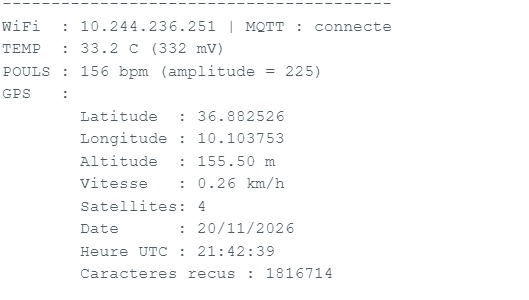 ----------------------------------------
WiFi  : 10.244.236.251 | MQTT : connecte
TEMP  : 33.2 C (332 mV)
POULS : 156 bpm (amplitude = 225)
GPS   :
        Latitude  : 36.882526
        Longitude : 10.103753
        Altitude  : 155.50 m
        Vitesse   : 0.26 km/h
        Satellites: 4
        Date      : 20/11/2026
        Heure UTC : 21:42:39
        Caracteres recus : 1816714